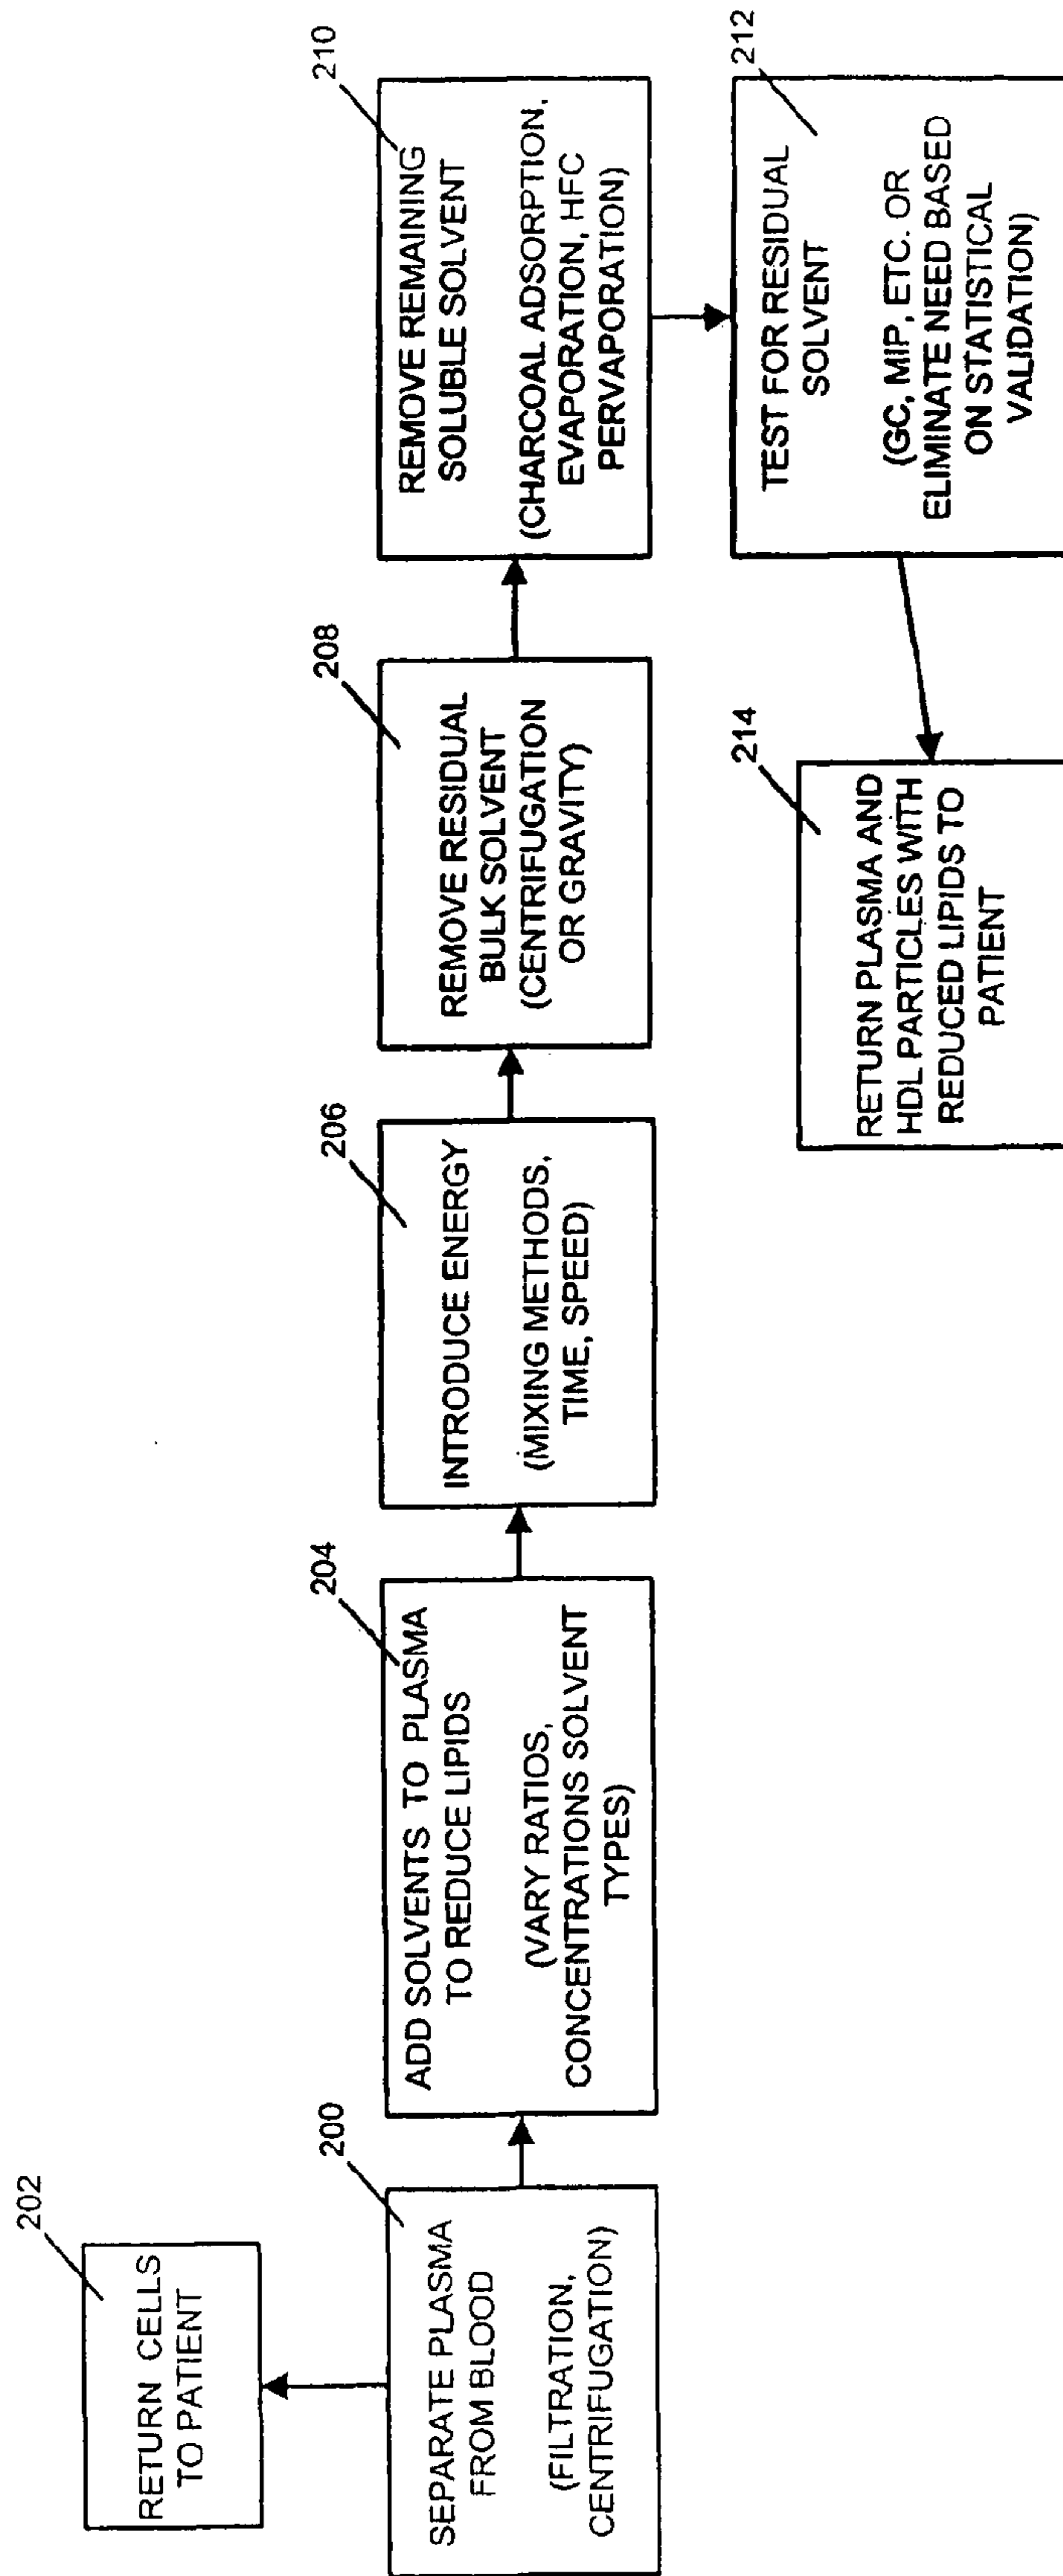 202
RETURN CELLS
TO PATIENT
200
SEPARATE PLASMA
FROM BLOOD
(FILTRATION,
CENTRIFUGATION)
204
ADD SOLVENTS TO PLASMA
TO REDUCE LIPIDS
(VARY RATIOS,
CONCENTRATIONS SOLVENT
TYPES)
206
INTRODUCE ENERGY
(MIXING METHODS,
TIME, SPEED)
208
REMOVE RESIDUAL
BULK SOLVENT
(CENTRIFUGATION
OR GRAVITY)
210
REMOVE REMAINING
SOLUBLE SOLVENT
(CHARCOAL ADSORPTION,
EVAPORATION, HFC
PERVAPORATION)
212
TEST FOR RESIDUAL
SOLVENT
(GC, MIP, ETC. OR
ELIMINATE NEED BASED
ON STATISTICAL
VALIDATION)
214
RETURN PLASMA AND
HDL PARTICLES WITH
REDUCED LIPIDS TO
PATIENT